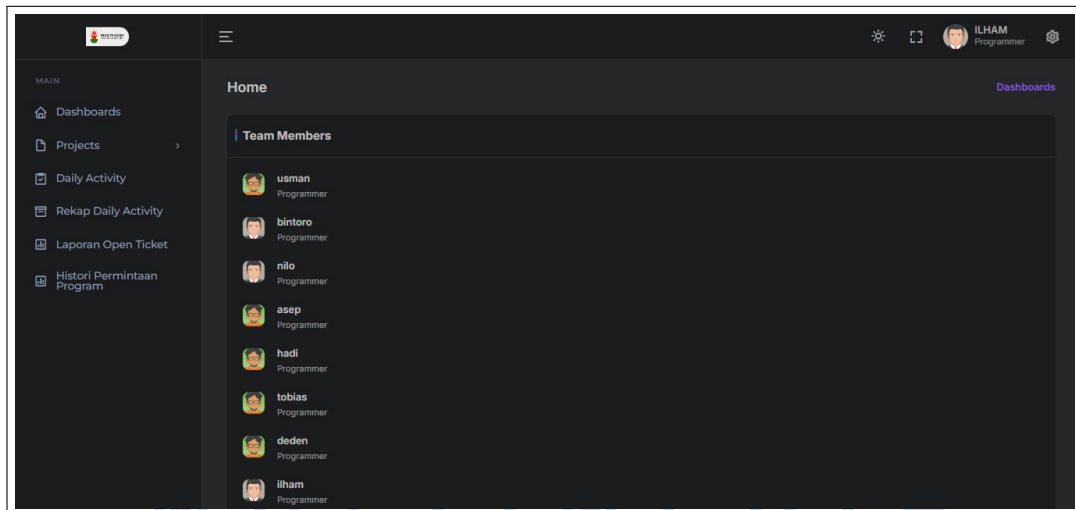 ILHAM
Programmer
MAIN
Dashboards
Projects
Daily Activity
Rekap Daily Activity
Laporan Open Ticket
Histori Permintaan
Program
Home
Dashboards
Team Members
usman
Programmer
bintoro
Programmer
nilo
Programmer
asep
Programmer
hadi
Programmer
tobias
Programmer
deden
Programmer
ilham
Programmer